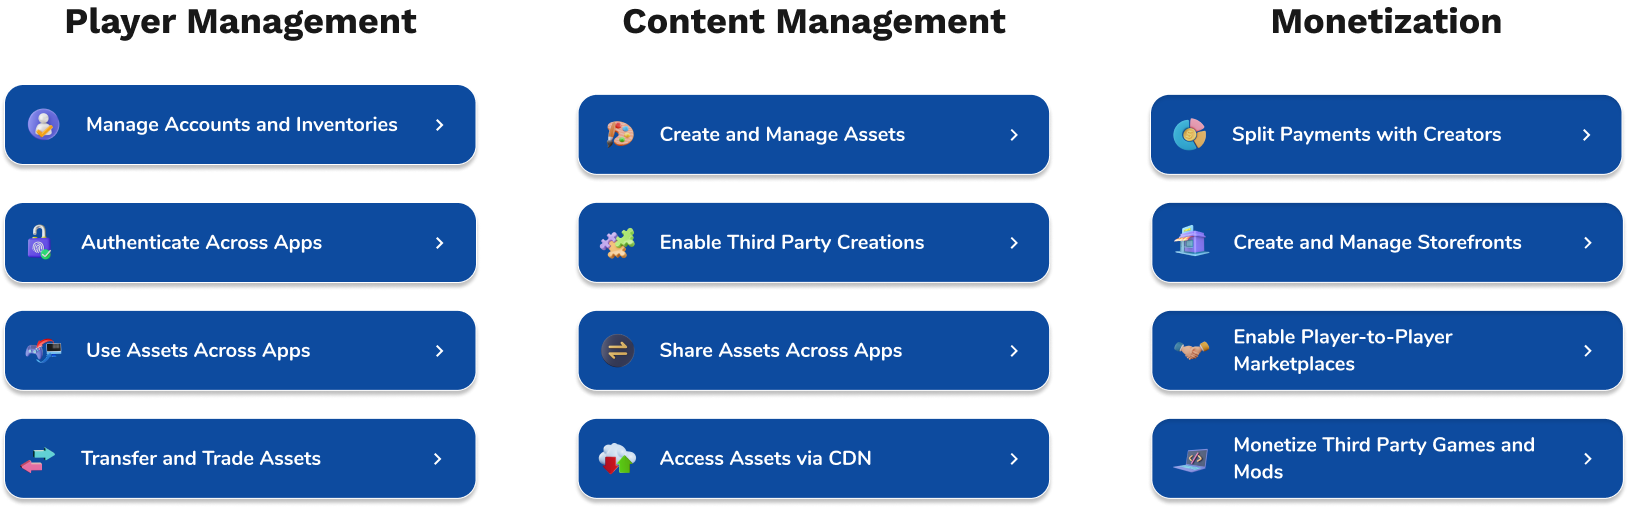 Player Management
Manage Accounts and Inventories
Authenticate Across Apps
Use Assets Across Apps
Transfer and Trade Assets
Content Management
Create and Manage Assets
Enable Third Party Creations
Share Assets Across Apps
Access Assets via CDN
Monetization
Split Payments with Creators
Create and Manage Storefronts
Enable Player-to-Player
Marketplaces
Monetize Third Party Games and
Mods